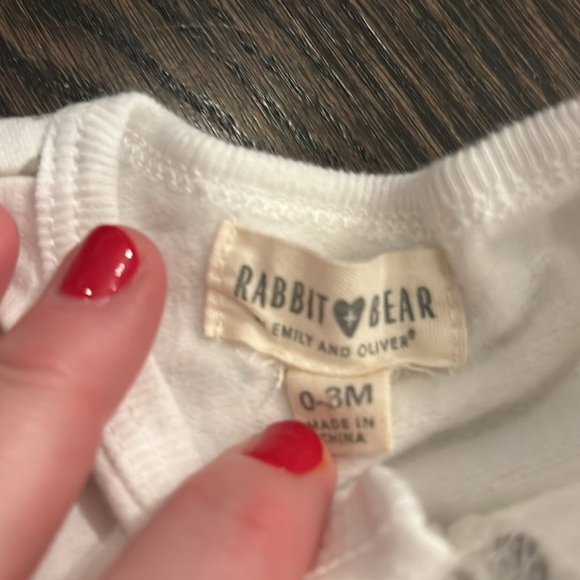 RABBIT BEAR
EMILY AND OLIVER®
0-3M
MADE IN
CHINA